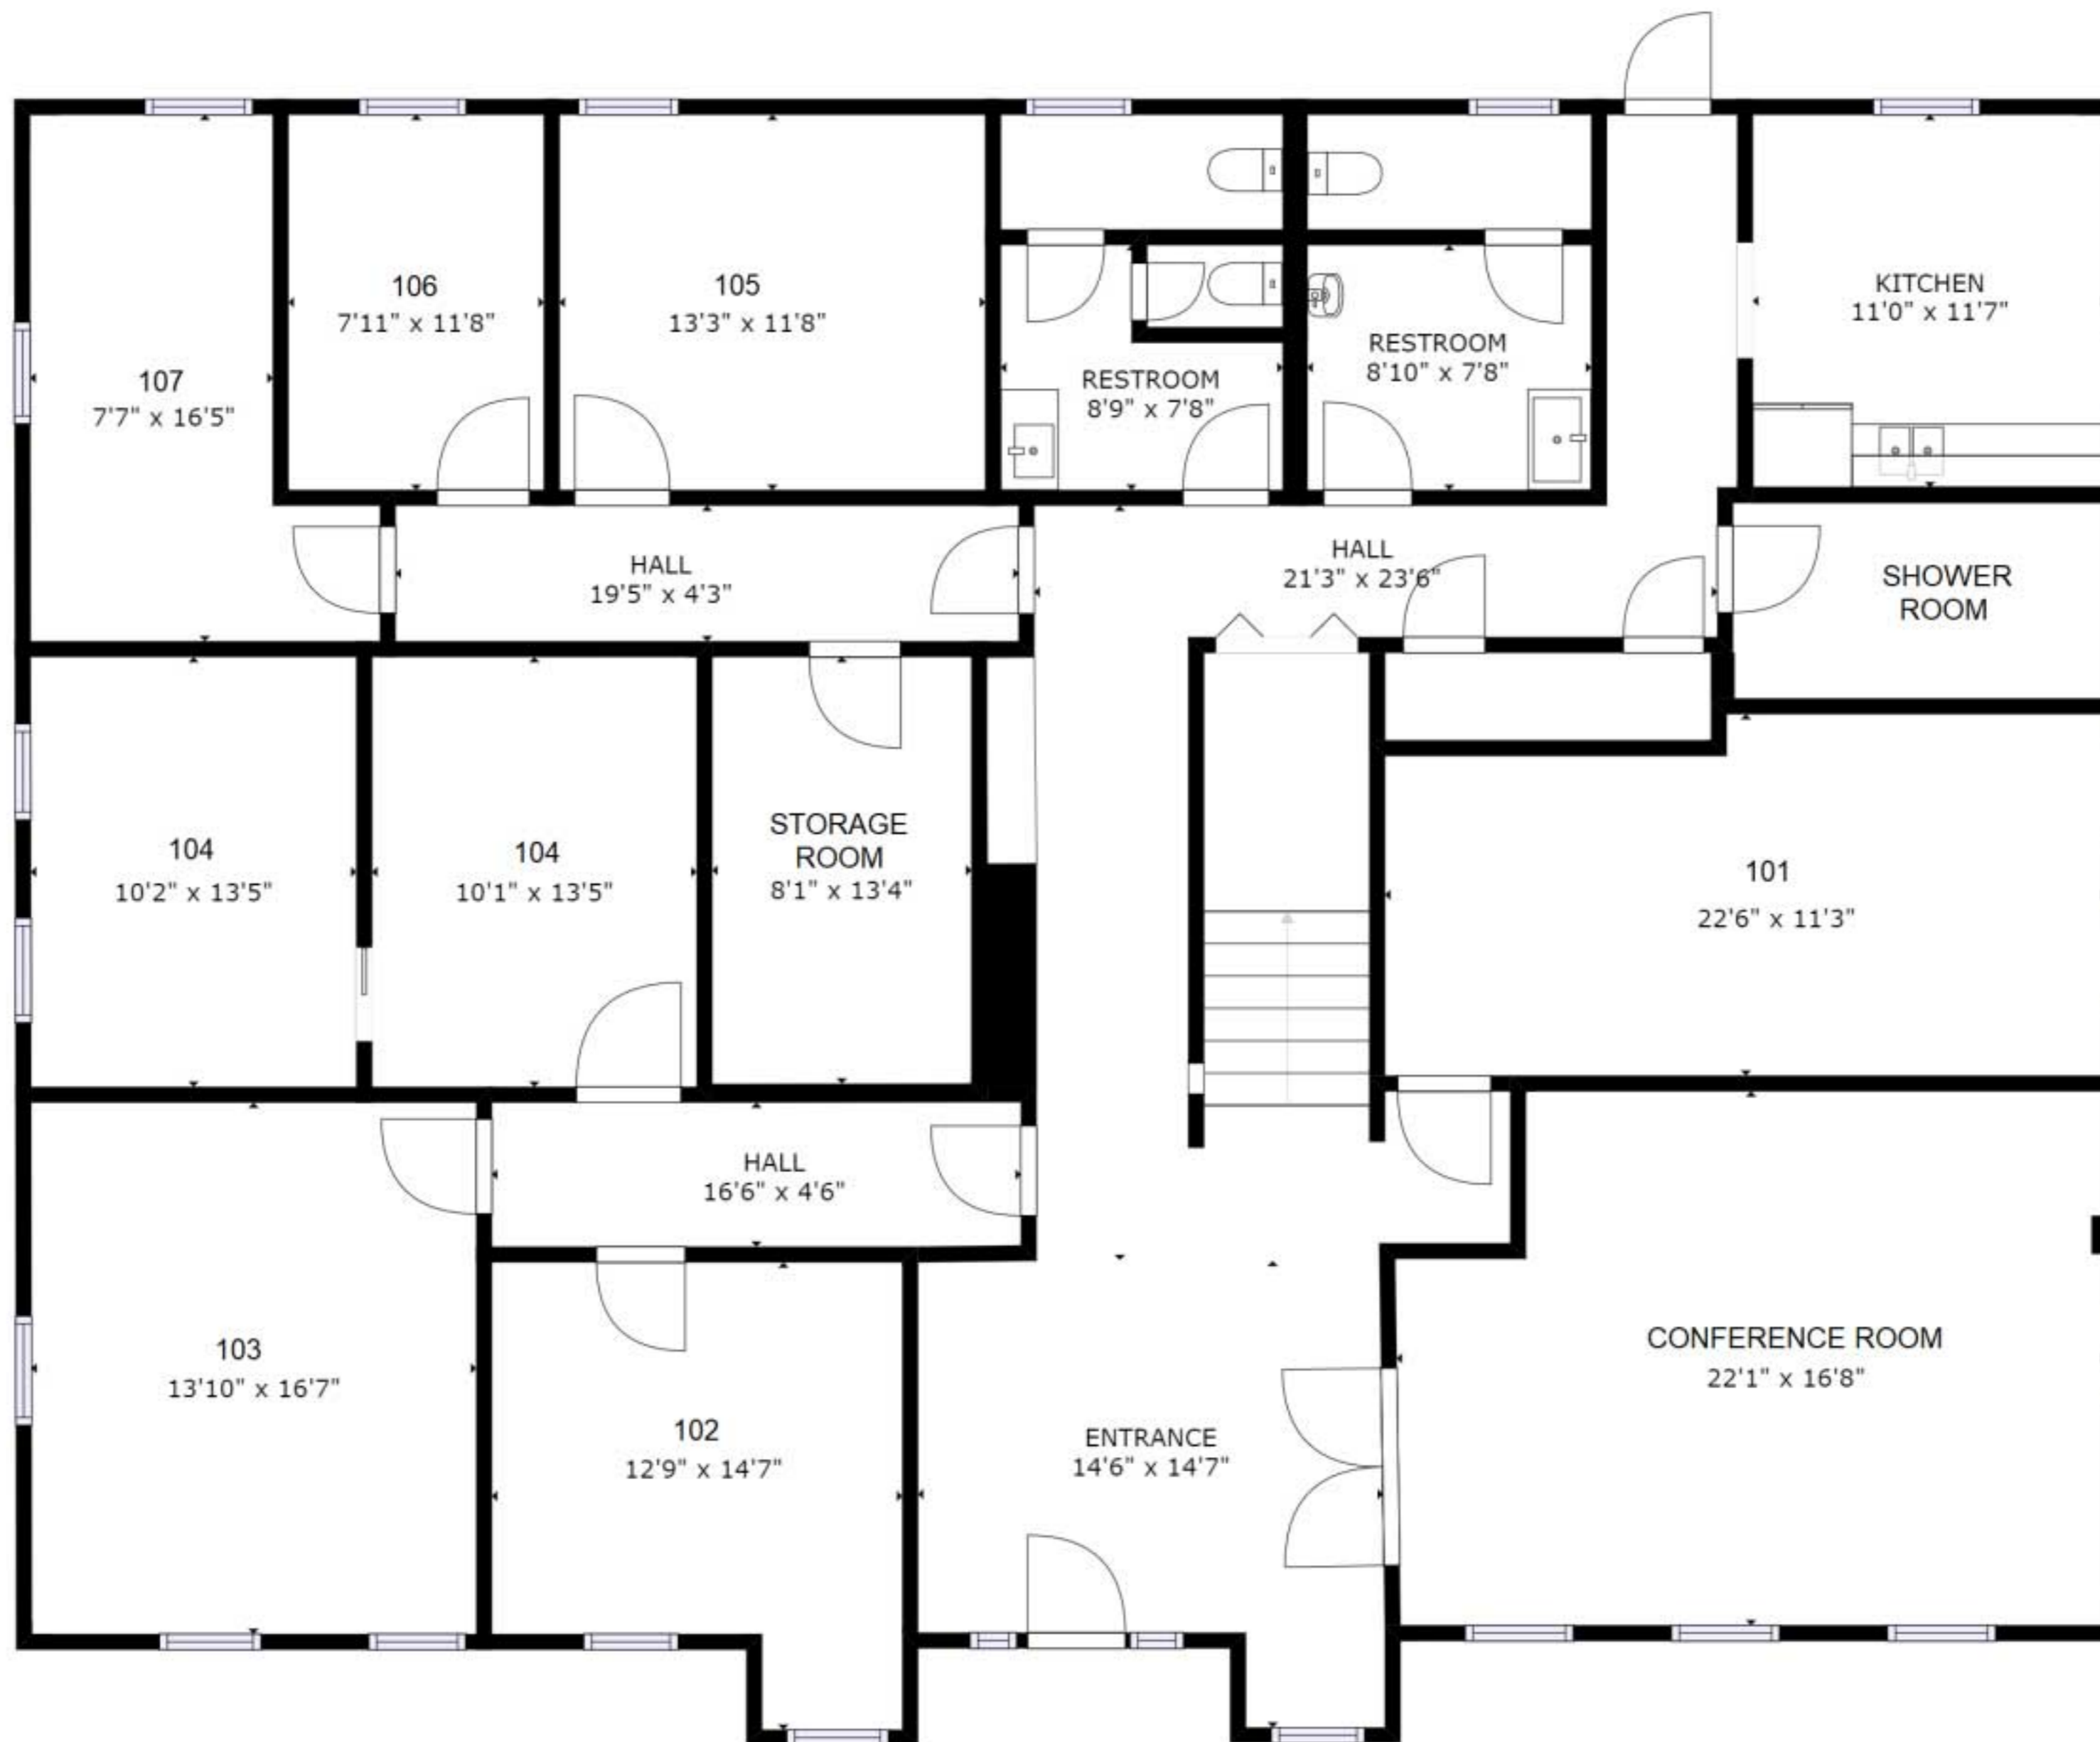 106
7'11" x 11'8"
105
13'3" x 11'8"
KITCHEN
11'0" x 11'7"
RESTROOM
8'10" x 7'8"
107
7'7" x 16'5"
RESTROOM
8'9" x 7'8"
HALL
19'5" x 4'3"
HALL
21'3" x 23'6"
SHOWER
ROOM
104
10'2" x 13'5"
104
10'1" x 13'5"
STORAGE
ROOM
8'1" x 13'4"
101
22'6" x 11'3"
HALL
16'6" x 4'6"
103
13'10" x 16'7"
102
12'9" x 14'7"
ENTRANCE
14'6" x 14'7"
CONFERENCE ROOM
22'1" x 16'8"